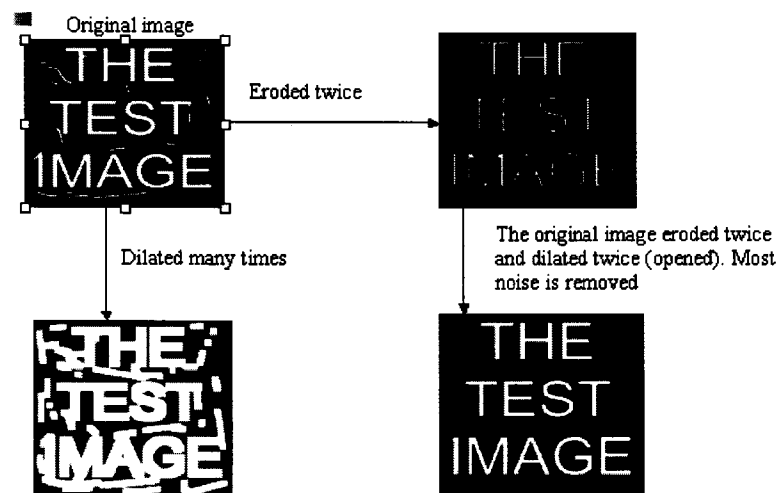 Original image
THE
TEST
IMAGE
Eroded twice
THE
TEST
IMAGE
Dilated many times
The original image eroded twice
and dilated twice (opened). Most
noise is removed
THE
TEST
IMAGE
THE
TEST
IMAGE